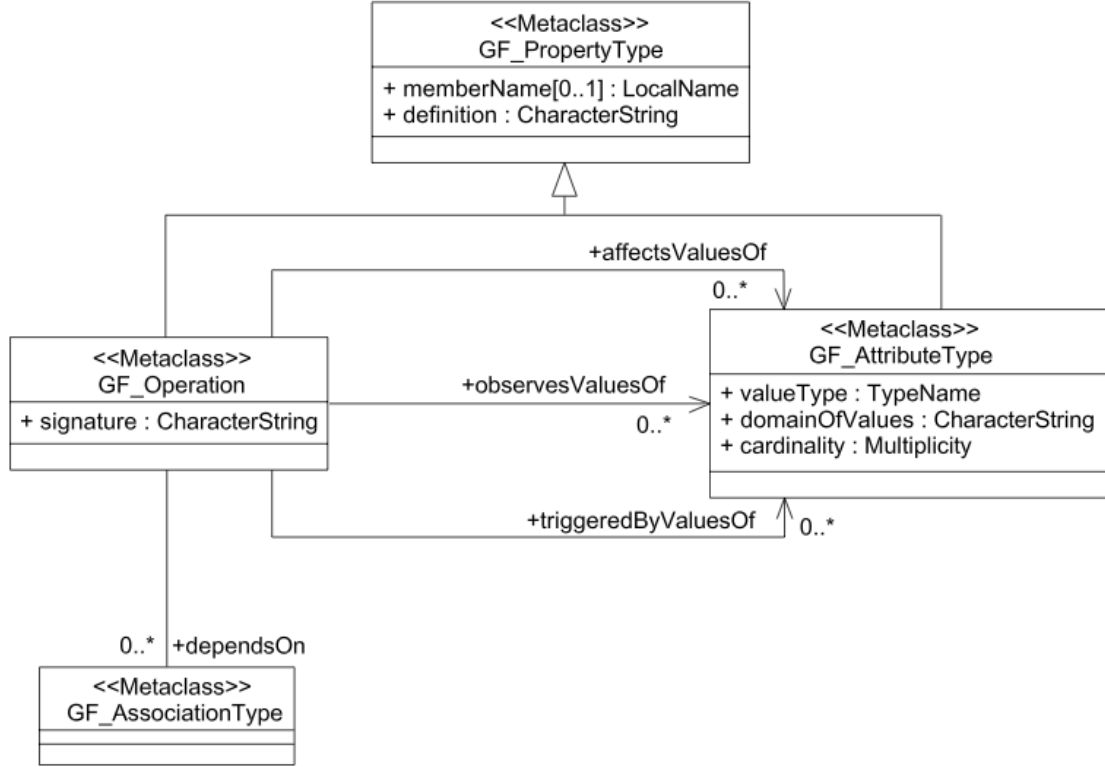 <<Metaclass>>
GF_PropertyType
+ memberName[0..1] : LocalName
+ definition : CharacterString
+affectsValuesOf
0..*
<<Metaclass>>
GF_Operation
+ signature : CharacterString
+observesValuesOf
0..*
<<Metaclass>>
GF_AttributeType
+ valueType : TypeName
+ domainOfValues : CharacterString
+ cardinality : Multiplicity
+triggeredByValuesOf
0..*
0..*
+dependsOn
<<Metaclass>>
GF_AssociationType